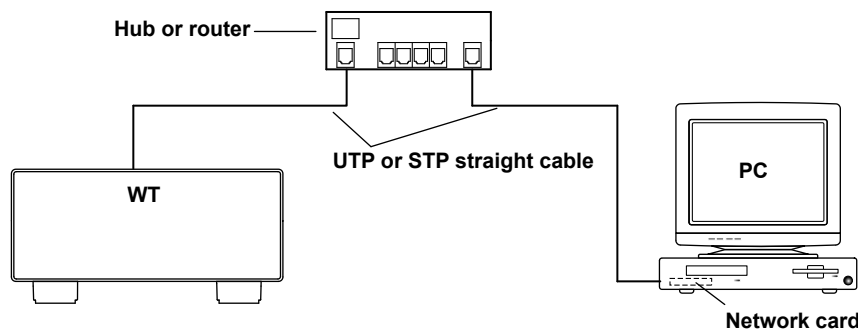 Hub or router
UTP or STP straight cable
WT
PC
Network card